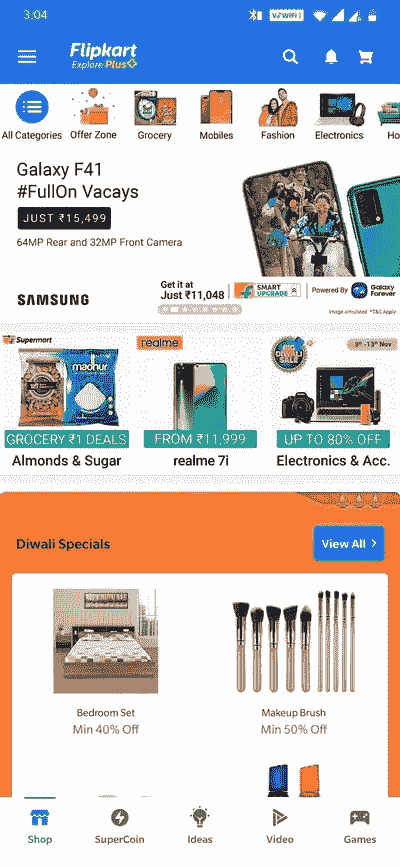 3:04
VoWiFi
Flipkart
Explore Plus
All Categories
Offer Zone
Grocery
Mobiles
Fashion
Electronics
Ho
Galaxy F41
#FullOn Vacays
JUST ₹15,499
64MP Rear and 32MP Front Camera
SAMSUNG
Get it at
Just ₹11,048
SMART
UPGRADE
Powered By
Galaxy
Forever
Image simulated *T&C Apply
Supermart
madhur
GROCERY ₹1 DEALS
Almonds & Sugar
realme
FROM ₹11,999
realme 7i
BIG
DIWALI
SALE
8th -13th Nov
UP TO 80% OFF
Electronics & Acc.
Diwali Specials
View All
Bedroom Set
Min 40% Off
Makeup Brush
Min 50% Off
Shop
SuperCoin
Ideas
Video
Games